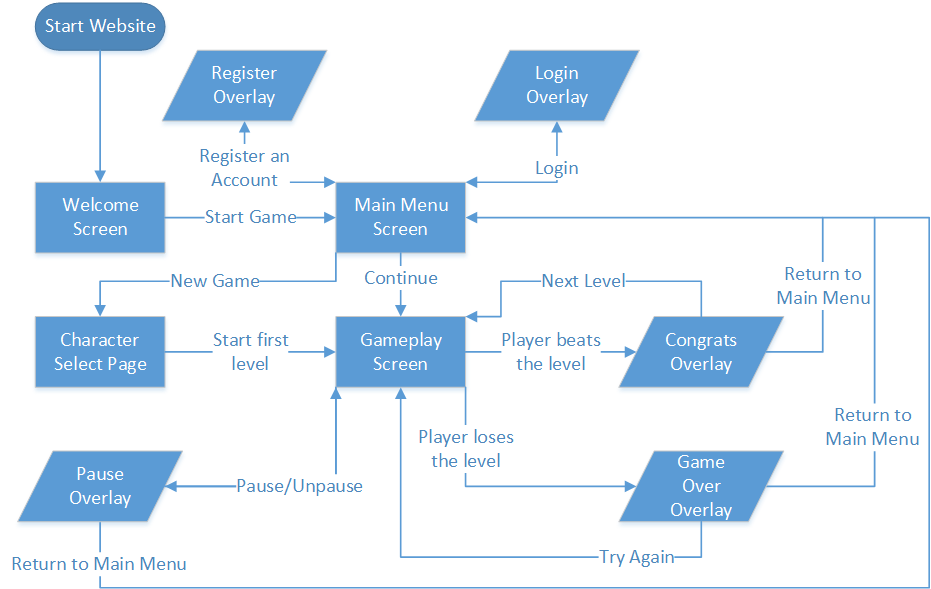 Start Website
Register
Overlay
Login
Overlay
Register an
Account
Login
Welcome
Screen
Start Game
Main Menu
Screen
New Game
Continue
Next Level
Return to
Main Menu
Character
Select Page
Start first
level
Gameplay
Screen
Player beats
the level
Congrats
Overlay
Return to
Main Menu
Player loses
the level
Pause
Overlay
Pause/Unpause
Game
Over
Overlay
Return to Main Menu
Try Again